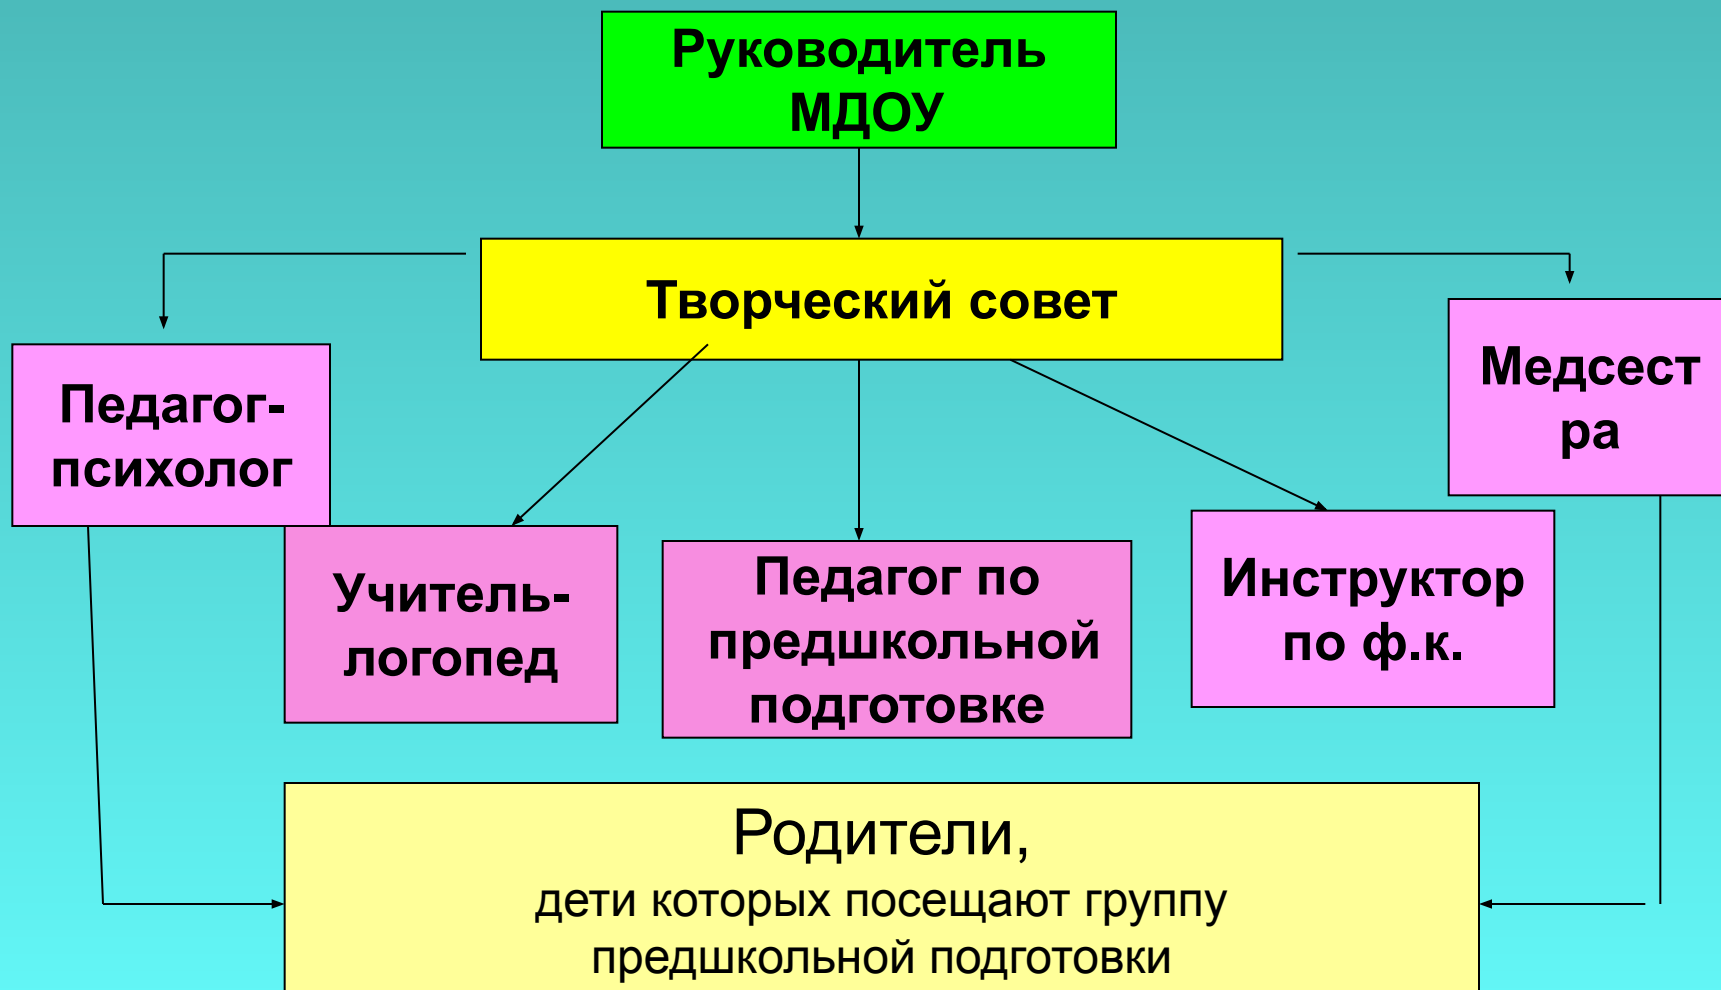 Руководитель
МДОУ
Творческий совет
Педагог-
психолог
Медсест
ра
Учитель-
логопед
Педагог по
предшкольной
подготовке
Инструктор
по ф.к.
Родители,
дети которых посещают группу
предшкольной подготовки